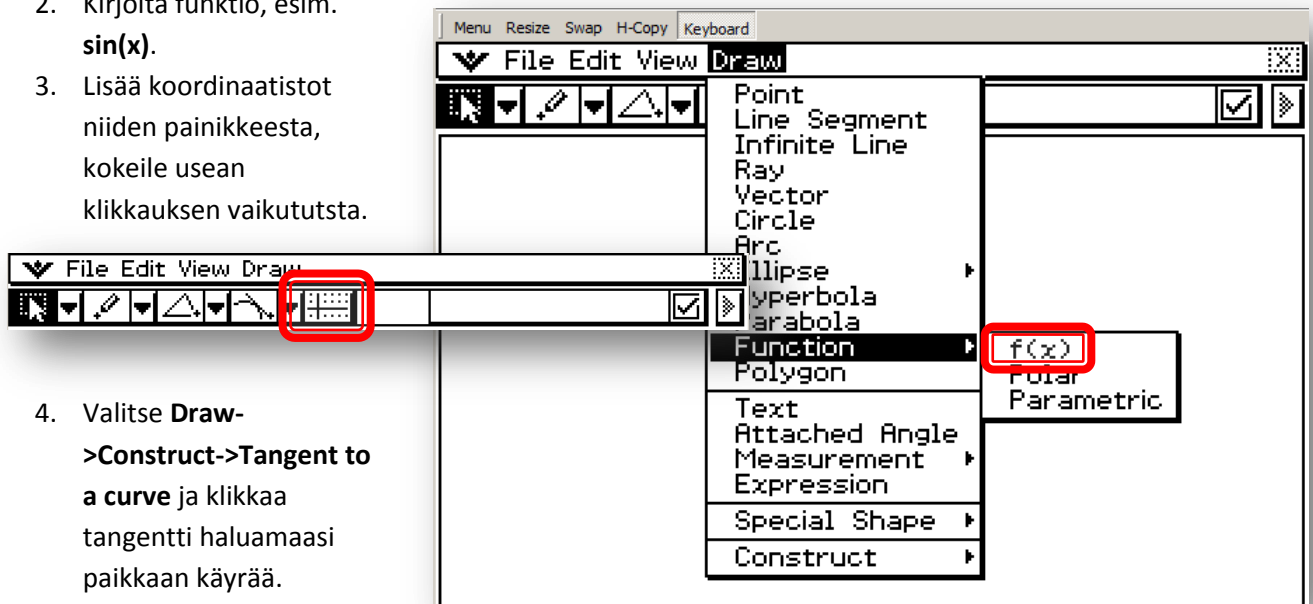 2. Kirjoita funktio, esim.
sin(x).
3. Lisää koordinaatistot
niiden painikkeesta,
kokeile usean
klikkauksen vaikututsta.
File Edit View Draw
4. Valitse Draw-
>Construct->Tangent to
a curve ja klikkaa
tangentti haluamaasi
paikkaan käyrää.
Menu Resize Swap H-Copy Keyboard
File Edit View Draw
Point
Line Segment
Infinite Line
Ray
Vector
Circle
Arc
llipse
yperbola
arabola
Function
Polygon
Text
Attached Angle
Measurement
Expression
Special Shape
Construct
f(x)
Polar
Parametric